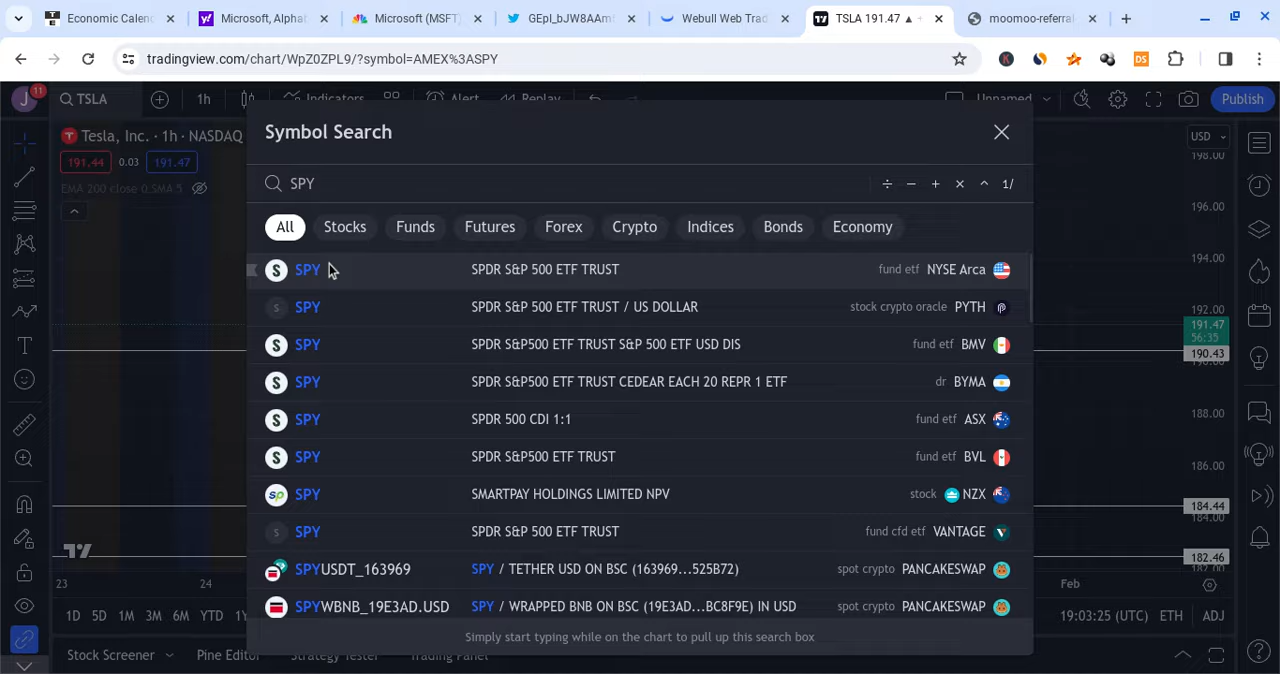 Economic Calen
Microsoft, Alphab
Microsoft (MSFT)
GEpI_bJW8AAm
Webull Web Trad
TSLA 191.47 ▲
moomoo-referral
tradingview.com/chart/WpZ0ZPL9/?symbol=AMEX%3ASPY
J
11
TSLA
1h
Indicators
Alert
Replay
Unnamed
Publish
Tesla, Inc. · 1h · NASDAQ
191.44 0.03 191.47
EMA 200 close 0 SMA 5
Symbol Search
SPY
÷ − + × ^ 1/
All Stocks Funds Futures Forex Crypto Indices Bonds Economy
SPY SPDR S&P 500 ETF TRUST fund etf NYSE Arca
SPY SPDR S&P 500 ETF TRUST / US DOLLAR stock crypto oracle PYTH
SPY SPDR S&P500 ETF TRUST S&P 500 ETF USD DIS fund etf BMV
SPY SPDR S&P500 ETF TRUST CEDEAR EACH 20 REPR 1 ETF dr BYMA
SPY SPDR 500 CDI 1:1 fund etf ASX
SPY SPDR S&P500 ETF TRUST fund etf BVL
SPY SMARTPAY HOLDINGS LIMITED NPV stock NZX
SPY SPDR S&P 500 ETF TRUST fund cfd etf VANTAGE
SPYUSDT_163969 SPY / TETHER USD ON BSC (163969...525B72) spot crypto PANCAKESWAP
SPYWBNB_19E3AD.USD SPY / WRAPPED BNB ON BSC (19E3AD...BC8F9E) IN USD spot crypto PANCAKESWAP
Simply start typing while on the chart to pull up this search box
USD
198.00
196.00
194.00
192.00
191.47
56:35
190.43
188.00
186.00
184.44
184.00
182.46
23 24 Feb
1D 5D 1M 3M 6M YTD 1Y
19:03:25 (UTC) ETH ADJ
Stock Screener Pine Editor Strategy Tester Trading Panel